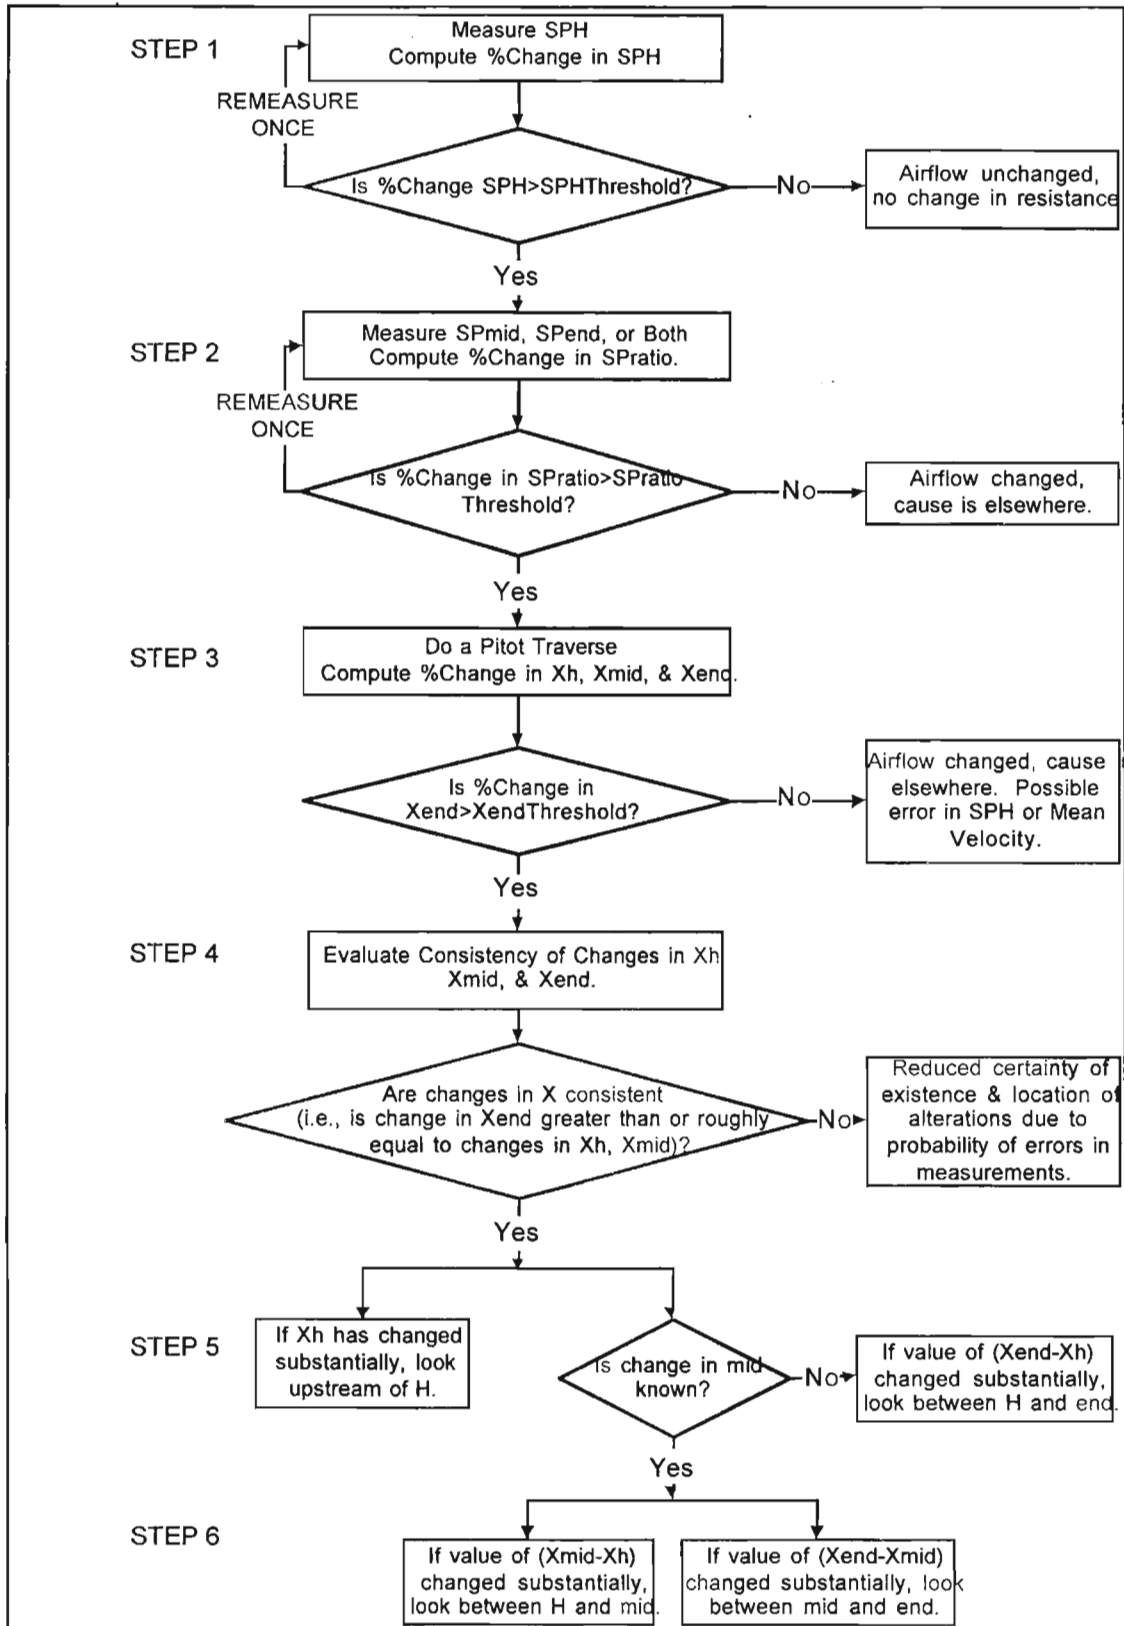 STEP 1
Measure SPH
Compute %Change in SPH
REMEASURE
ONCE
Is %Change SPH>SPHThreshold?
No
Airflow unchanged,
no change in resistance
Yes
STEP 2
Measure SPmid, SPend, or Both
Compute %Change in SPratio.
REMEASURE
ONCE
Is %Change in SPratio>SPratio
Threshold?
No
Airflow changed,
cause is elsewhere.
Yes
STEP 3
Do a Pitot Traverse
Compute %Change in Xh, Xmid, & Xend.
Is %Change in
Xend>XendThreshold?
No
Airflow changed, cause
elsewhere. Possible
error in SPH or Mean
Velocity.
Yes
STEP 4
Evaluate Consistency of Changes in Xh
Xmid, & Xend.
Are changes in X consistent
(i.e., is change in Xend greater than or roughly
equal to changes in Xh, Xmid)?
No
Reduced certainty of
existence & location of
alterations due to
probability of errors in
measurements.
Yes
STEP 5
If Xh has changed
substantially, look
upstream of H.
Is change in mid
known?
No
If value of (Xend-Xh)
changed substantially,
look between H and end.
Yes
STEP 6
If value of (Xmid-Xh)
changed substantially,
look between H and mid.
If value of (Xend-Xmid)
changed substantially, look
between mid and end.